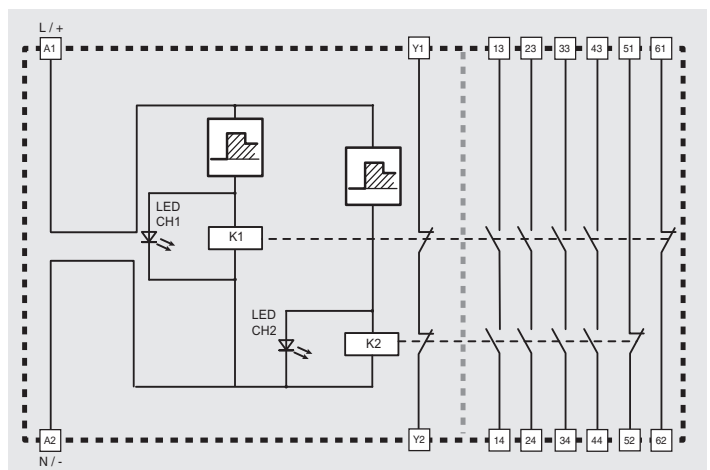 L / +
A1
Y1
13
23
33
43
51
61
LED
CH1
K1
LED
CH2
K2
A2
Y2
14
24
34
44
52
62
N / -